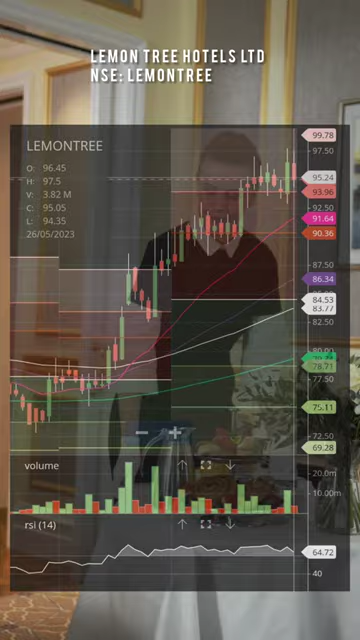 LEMON TREE HOTELS LTD
NSE: LEMONTREE
LEMONTREE
O: 96.45
H: 97.5
V: 3.82 M
C: 95.05
L: 94.35
26/05/2023
99.78
97.50
95.24
93.96
92.50
91.64
90.36
87.50
86.34
84.53
83.77
82.50
78.71
77.50
75.11
72.50
69.28
volume
20.0m
10.00m
rsi (14)
64.72
40